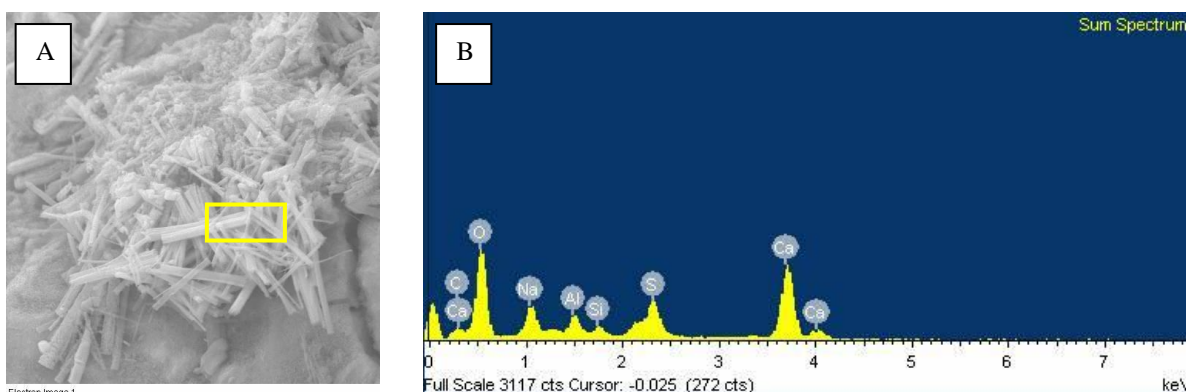 A
B
Sum Spectrum
O
C
Ca
Na
Al
Si
S
Ca
Ca
0 1 2 3 4 5 6 7
Full Scale 3117 cts Cursor: -0.025 (272 cts)
keV
Electron Image 1